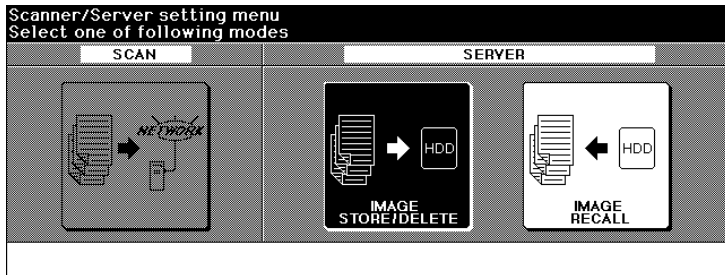 Scanner/Server setting menu
Select one of following modes
SCAN
SERVER
NETWORK
HDD
IMAGE
STORE/DELETE
HDD
IMAGE
RECALL